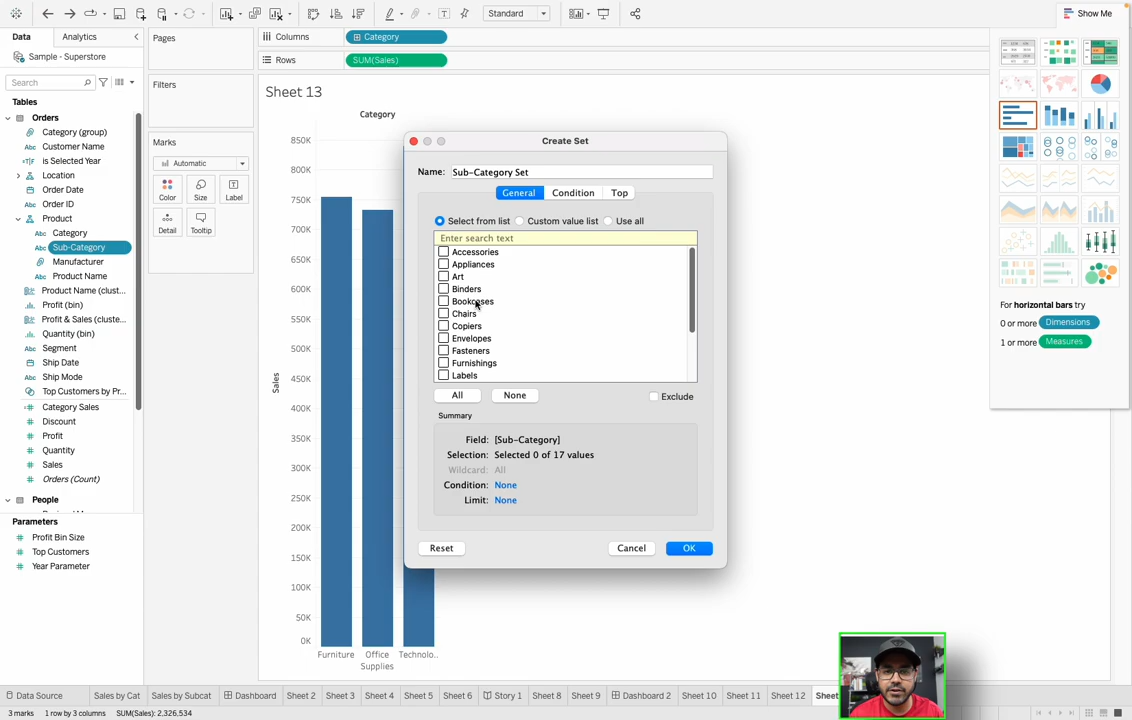 Standard
Show Me
Data
Analytics
Pages
Columns
Category
Sample - Superstore
Rows
SUM(Sales)
Search
Filters
Sheet 13
Tables
Orders
Category (group)
Customer Name
is Selected Year
Location
Order Date
Order ID
Product
Category
Sub-Category
Manufacturer
Product Name
Product Name (clust...
Profit (bin)
Profit & Sales (cluste...
Quantity (bin)
Segment
Ship Date
Ship Mode
Top Customers by Pr...
Category Sales
Discount
Profit
Quantity
Sales
Orders (Count)
People
Parameters
Profit Bin Size
Top Customers
Year Parameter
Marks
Automatic
Color
Size
Label
Detail
Tooltip
Category
850K
800K
750K
700K
650K
600K
550K
500K
450K
400K
350K
300K
250K
200K
150K
100K
50K
0K
Sales
Furniture
Office Supplies
Technolo..
Create Set
Name: Sub-Category Set
General
Condition
Top
Select from list
Custom value list
Use all
Enter search text
Accessories
Appliances
Art
Binders
Bookcases
Chairs
Copiers
Envelopes
Fasteners
Furnishings
Labels
All
None
Exclude
Summary
Field: [Sub-Category]
Selection: Selected 0 of 17 values
Wildcard: All
Condition: None
Limit: None
Reset
Cancel
OK
For horizontal bars try
0 or more Dimensions
1 or more Measures
Data Source
Sales by Cat
Sales by Subcat
Dashboard
Sheet 2
Sheet 3
Sheet 4
Sheet 5
Sheet 6
Story 1
Sheet 8
Sheet 9
Dashboard 2
Sheet 10
Sheet 11
Sheet 12
Sheet
3 marks
1 row by 3 columns
SUM(Sales): 2,326,534